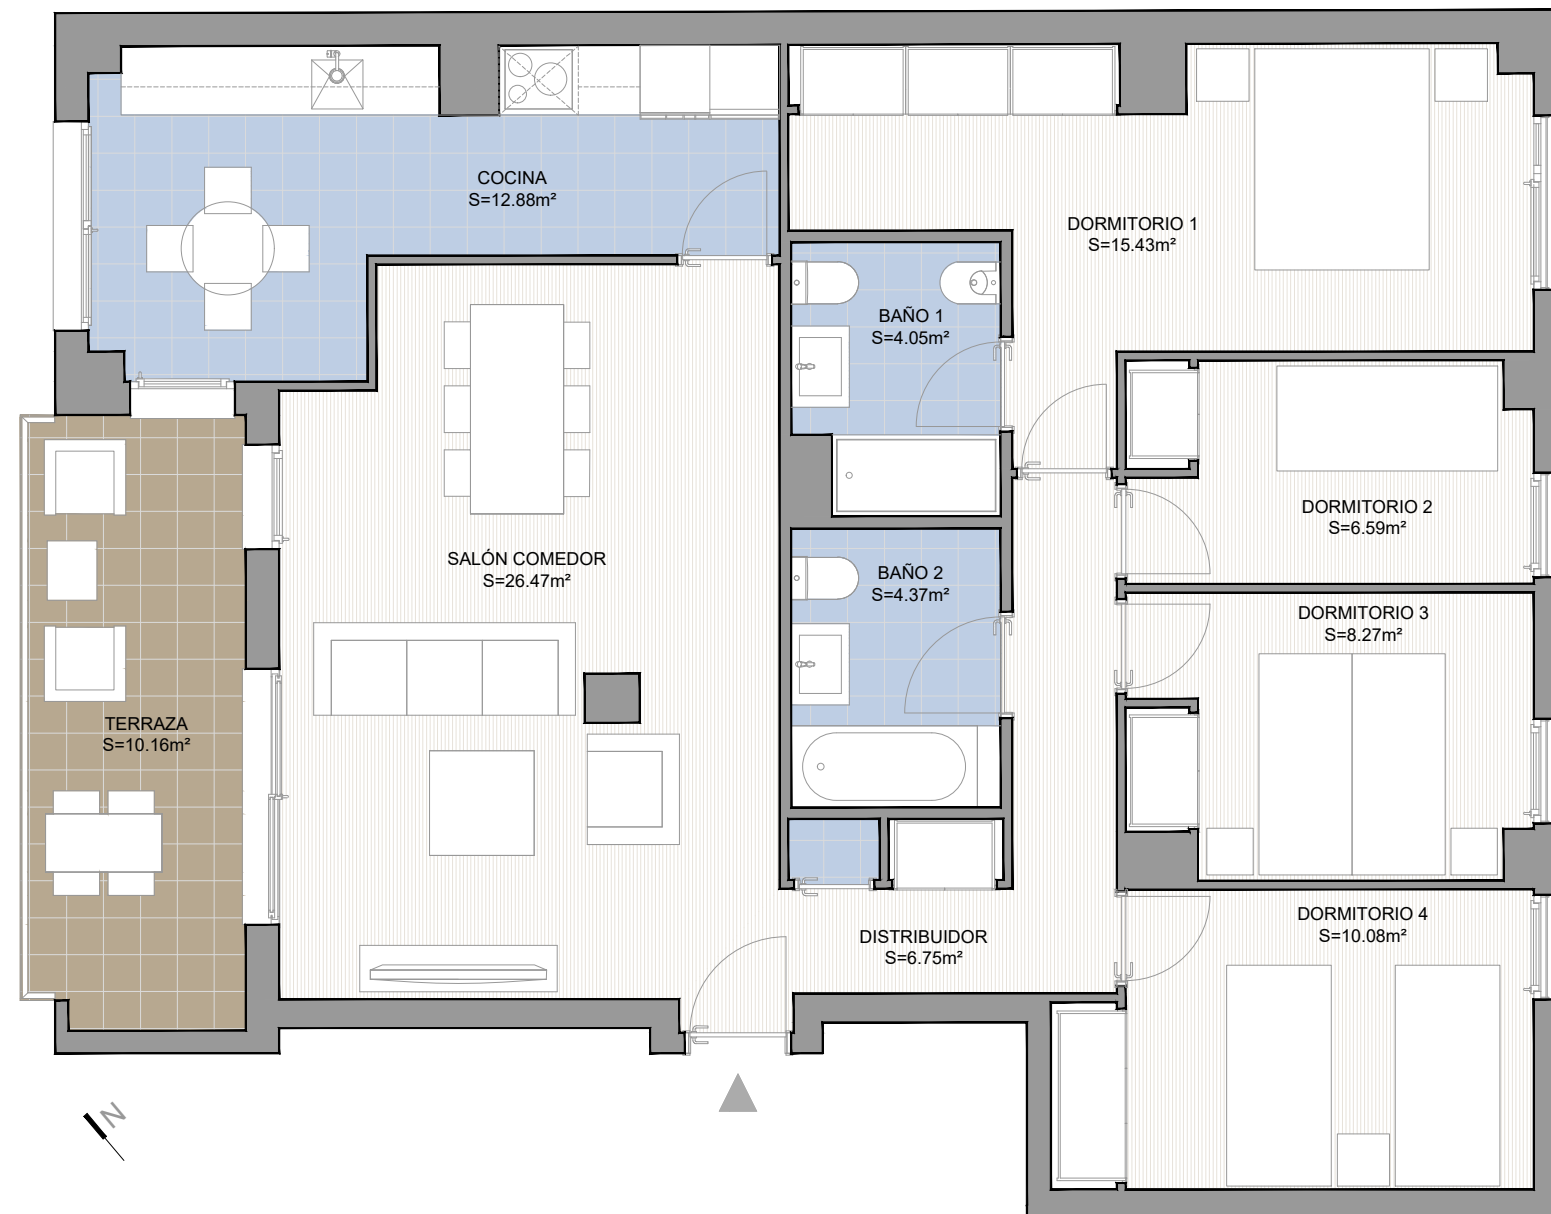 COCINA
S=12.88m²
DORMITORIO 1
S=15.43m²
BAÑO 1
S=4.05m²
DORMITORIO 2
S=6.59m²
SALÓN COMEDOR
S=26.47m²
BAÑO 2
S=4.37m²
DORMITORIO 3
S=8.27m²
TERRAZA
S=10.16m²
DORMITORIO 4
S=10.08m²
DISTRIBUIDOR
S=6.75m²
N